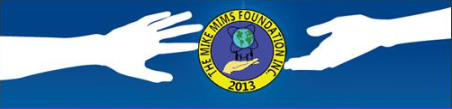 THE MIKE MIMS FOUNDATION INC
2013